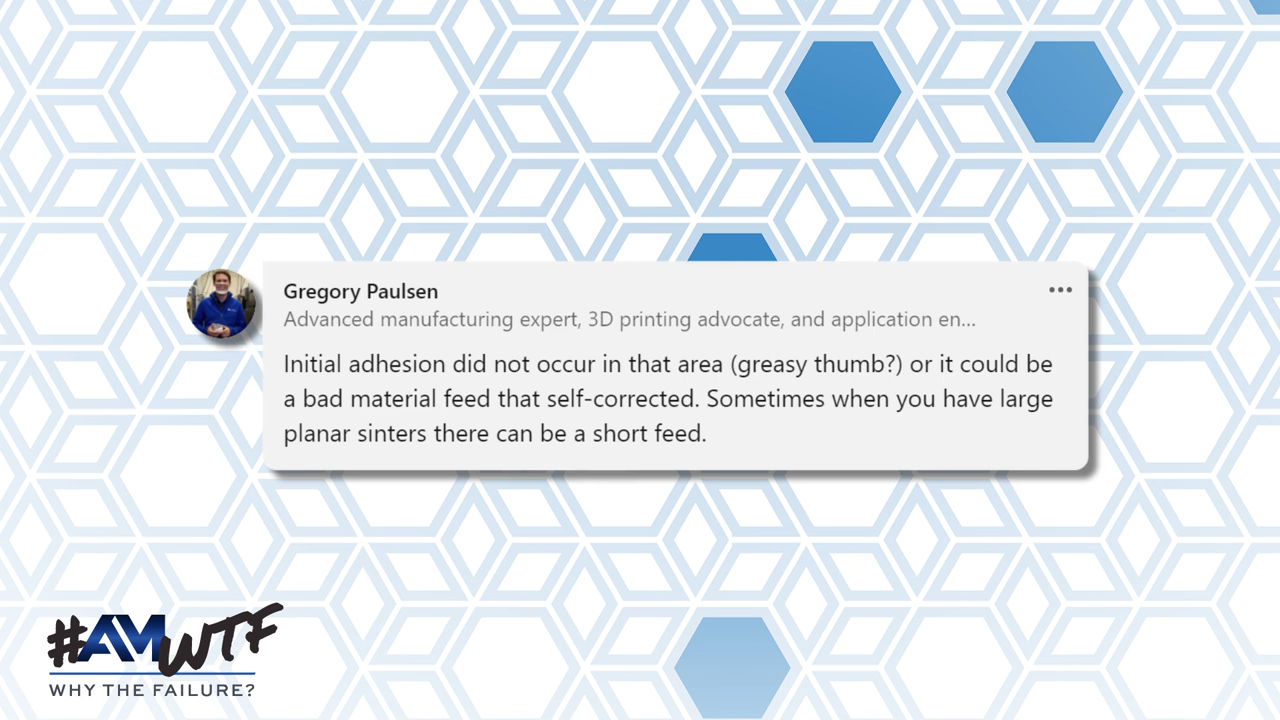 Gregory Paulsen
Advanced manufacturing expert, 3D printing advocate, and application en...
Initial adhesion did not occur in that area (greasy thumb?) or it could be
a bad material feed that self-corrected. Sometimes when you have large
planar sinters there can be a short feed.
#AMWTF
WHY THE FAILURE?